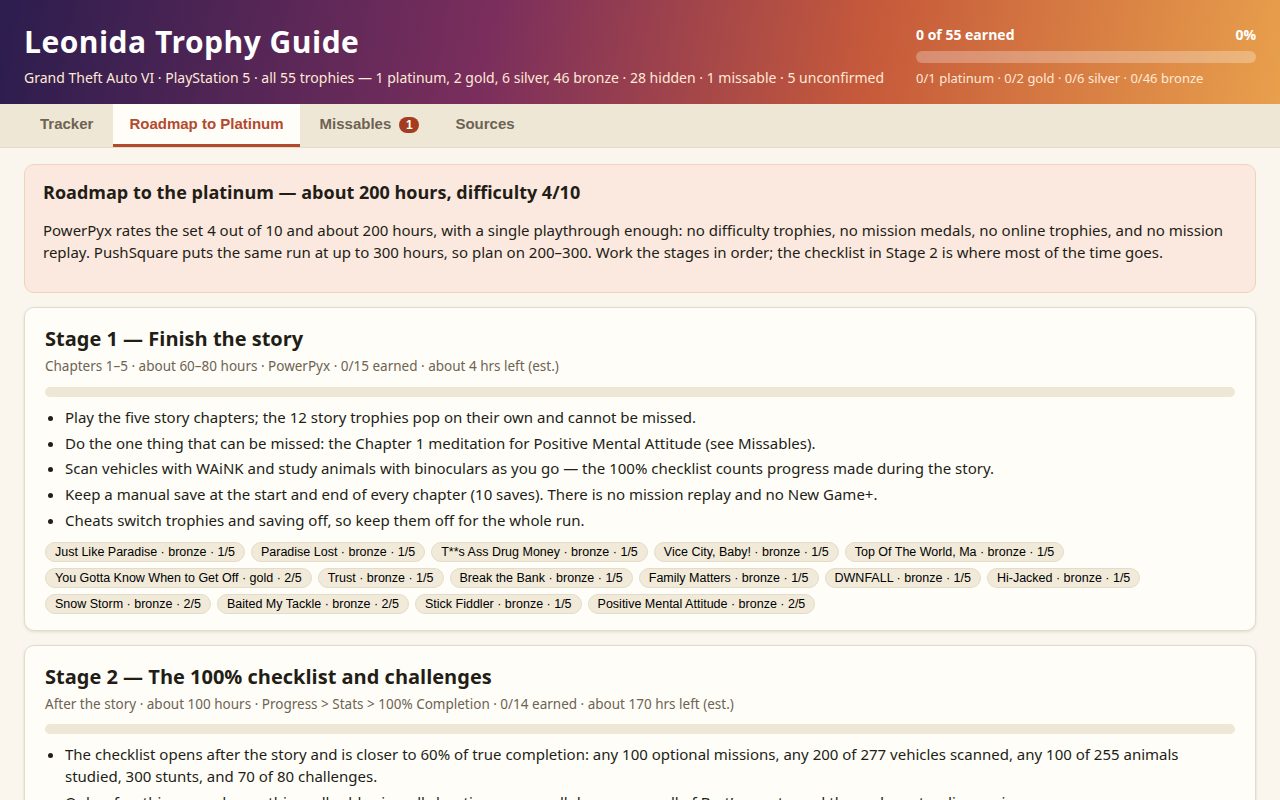 Leonida Trophy Guide
0 of 55 earned 0%
Grand Theft Auto VI · PlayStation 5 · all 55 trophies — 1 platinum, 2 gold, 6 silver, 46 bronze · 28 hidden · 1 missable · 5 unconfirmed
0/1 platinum · 0/2 gold · 0/6 silver · 0/46 bronze
Tracker Roadmap to Platinum Missables 1 Sources
Roadmap to the platinum — about 200 hours, difficulty 4/10
PowerPyx rates the set 4 out of 10 and about 200 hours, with a single playthrough enough: no difficulty trophies, no mission medals, no online trophies, and no mission
replay. PushSquare puts the same run at up to 300 hours, so plan on 200–300. Work the stages in order; the checklist in Stage 2 is where most of the time goes.
Stage 1 — Finish the story
Chapters 1–5 · about 60–80 hours · PowerPyx · 0/15 earned · about 4 hrs left (est.)
• Play the five story chapters; the 12 story trophies pop on their own and cannot be missed.
• Do the one thing that can be missed: the Chapter 1 meditation for Positive Mental Attitude (see Missables).
• Scan vehicles with WAiNK and study animals with binoculars as you go — the 100% checklist counts progress made during the story.
• Keep a manual save at the start and end of every chapter (10 saves). There is no mission replay and no New Game+.
• Cheats switch trophies and saving off, so keep them off for the whole run.
Just Like Paradise · bronze · 1/5 Paradise Lost · bronze · 1/5 T**s Ass Drug Money · bronze · 1/5 Vice City, Baby! · bronze · 1/5 Top Of The World, Ma · bronze · 1/5
You Gotta Know When to Get Off · gold · 2/5 Trust · bronze · 1/5 Break the Bank · bronze · 1/5 Family Matters · bronze · 1/5 DWNFALL · bronze · 1/5 Hi-Jacked · bronze · 1/5
Snow Storm · bronze · 2/5 Baited My Tackle · bronze · 2/5 Stick Fiddler · bronze · 1/5 Positive Mental Attitude · bronze · 2/5
Stage 2 — The 100% checklist and challenges
After the story · about 100 hours · Progress > Stats > 100% Completion · 0/14 earned · about 170 hrs left (est.)
• The checklist opens after the story and is closer to 60% of true completion: any 100 optional missions, any 200 of 277 vehicles scanned, any 100 of 255 animals
studied, 300 stunts, and 70 of 80 challenges.